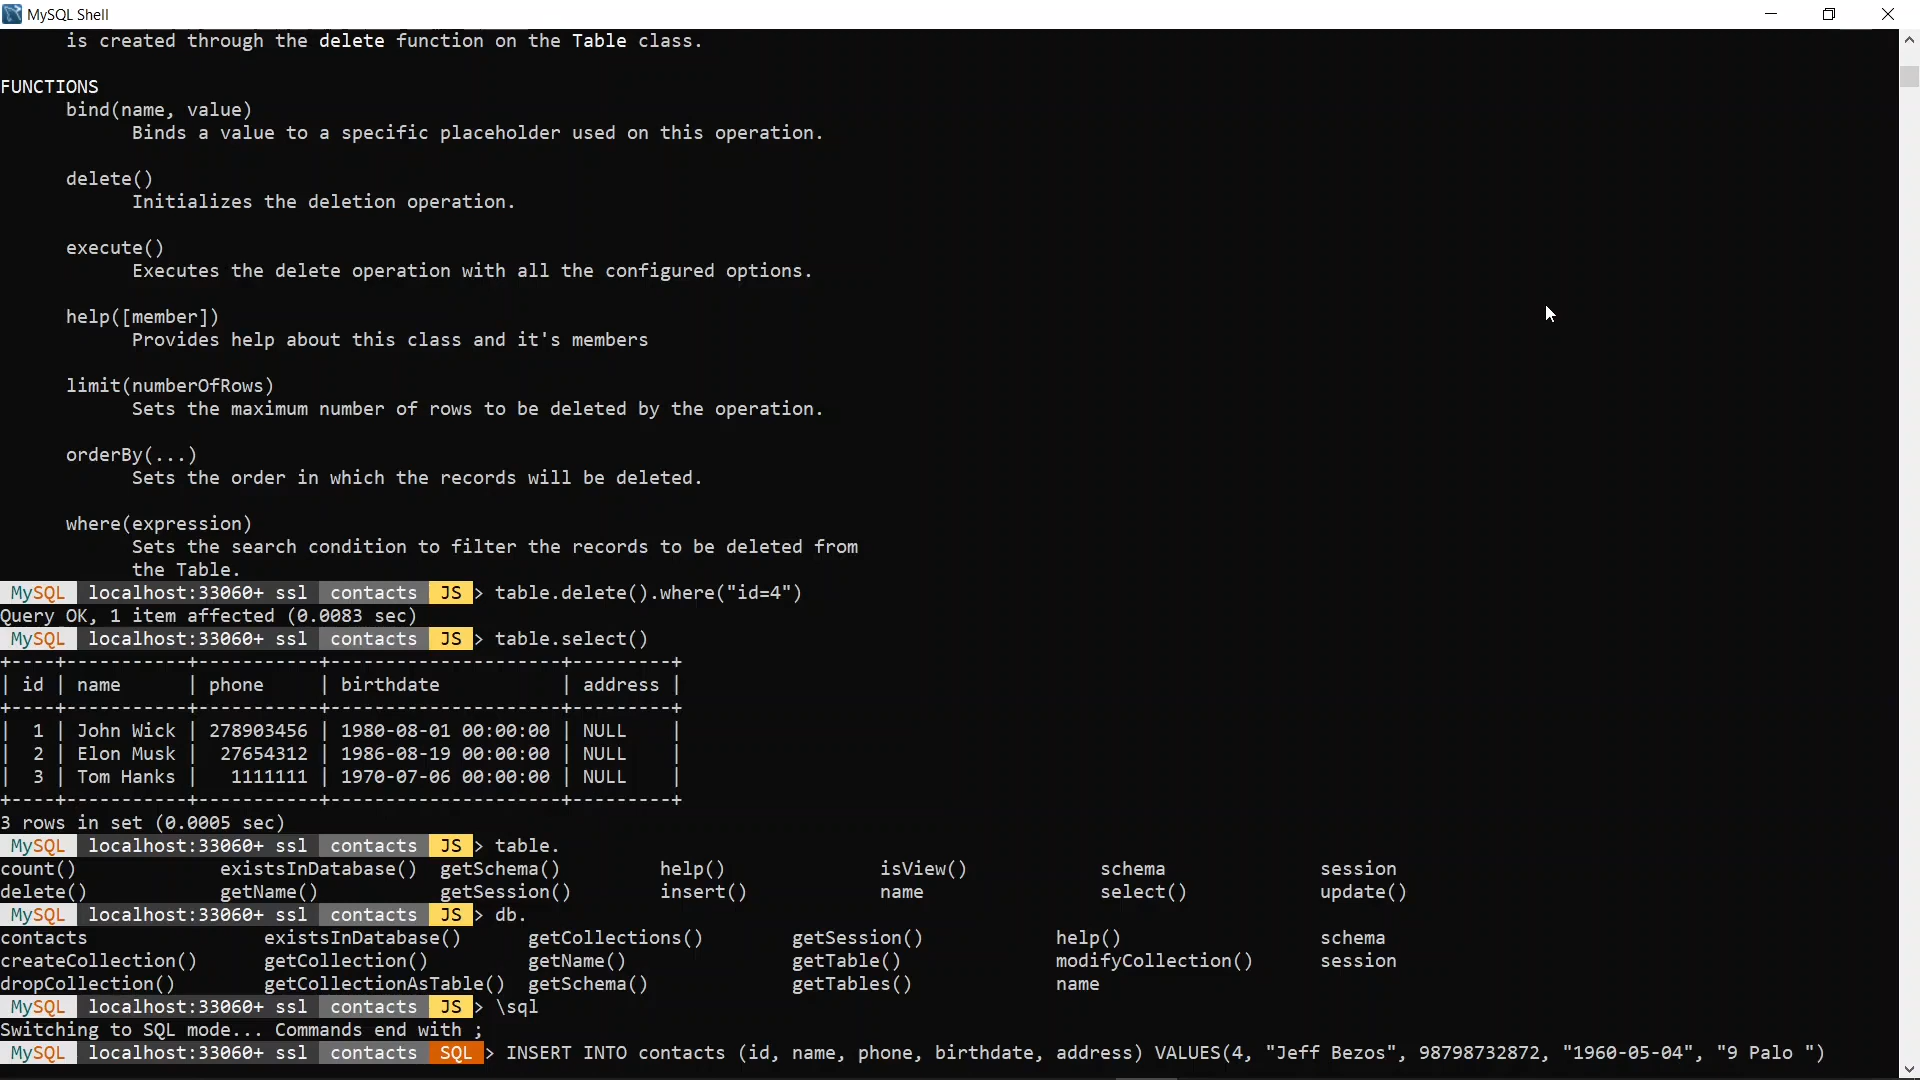 MySQL Shell
is created through the delete function on the Table class.
FUNCTIONS
bind(name, value)
Binds a value to a specific placeholder used on this operation.
delete()
Initializes the deletion operation.
execute()
Executes the delete operation with all the configured options.
help([member])
Provides help about this class and it's members
limit(numberOfRows)
Sets the maximum number of rows to be deleted by the operation.
orderBy(...)
Sets the order in which the records will be deleted.
where(expression)
Sets the search condition to filter the records to be deleted from
the Table.
MySQL localhost:33060+ ssl contacts JS > table.delete().where("id=4")
Query OK, 1 item affected (0.0083 sec)
MySQL localhost:33060+ ssl contacts JS > table.select()
+----+-----------+-----------+---------------------+---------+
| id | name | phone | birthdate | address |
+----+-----------+-----------+---------------------+---------+
| 1 | John Wick | 278903456 | 1980-08-01 00:00:00 | NULL |
| 2 | Elon Musk | 27654312 | 1986-08-19 00:00:00 | NULL |
| 3 | Tom Hanks | 1111111 | 1970-07-06 00:00:00 | NULL |
+----+-----------+-----------+---------------------+---------+
3 rows in set (0.0005 sec)
MySQL localhost:33060+ ssl contacts JS > table.
count() existsInDatabase() getSchema() help() isView() schema session
delete() getName() getSession() insert() name select() update()
MySQL localhost:33060+ ssl contacts JS > db.
contacts existsInDatabase() getCollections() getSession() help() schema
createCollection() getCollection() getName() getTable() modifyCollection() session
dropCollection() getCollectionAsTable() getSchema() getTables() name
MySQL localhost:33060+ ssl contacts JS > \sql
Switching to SQL mode... Commands end with ;
MySQL localhost:33060+ ssl contacts SQL > INSERT INTO contacts (id, name, phone, birthdate, address) VALUES(4, "Jeff Bezos", 98798732872, "1960-05-04", "9 Palo ")